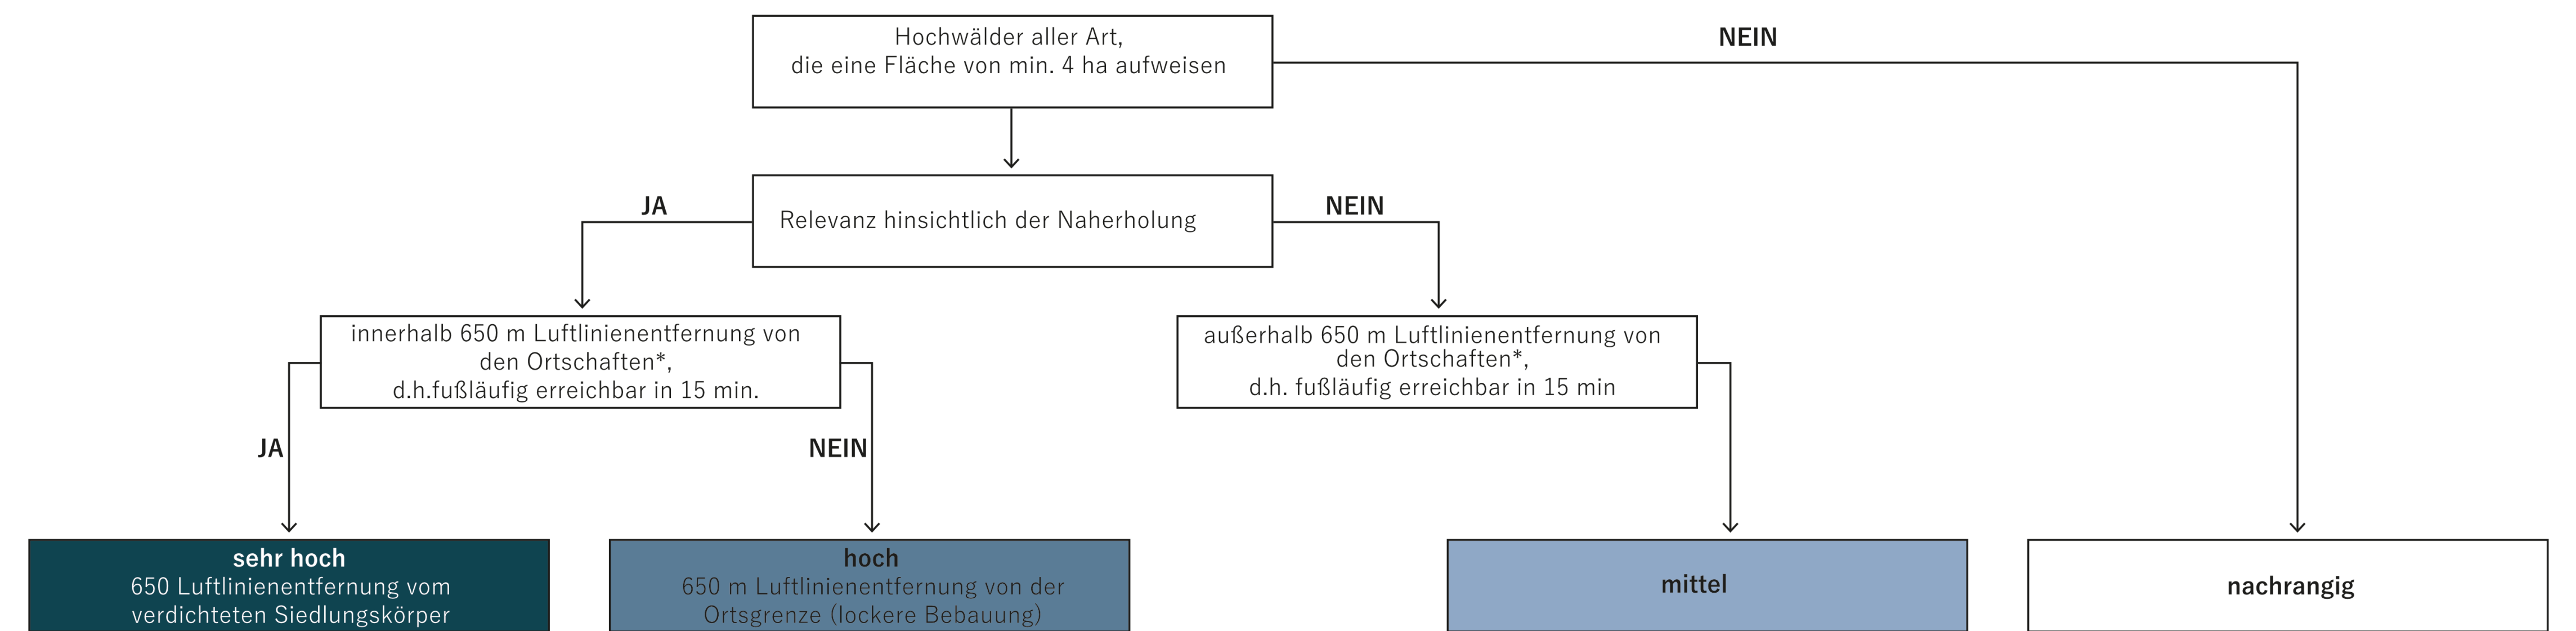 Hochwälder aller Art,
die eine Fläche von min. 4 ha aufweisen
NEIN
JA
Relevanz hinsichtlich der Naherholung
NEIN
innerhalb 650 m Luftlinienentfernung von
den Ortschaften*,
d.h.fußläufig erreichbar in 15 min.
außerhalb 650 m Luftlinienentfernung von
den Ortschaften*,
d.h. fußläufig erreichbar in 15 min
JA
NEIN
sehr hoch
650 Luftlinienentfernung vom
verdichteten Siedlungskörper
hoch
650 m Luftlinienentfernung von der
Ortsgrenze (lockere Bebauung)
mittel
nachrangig